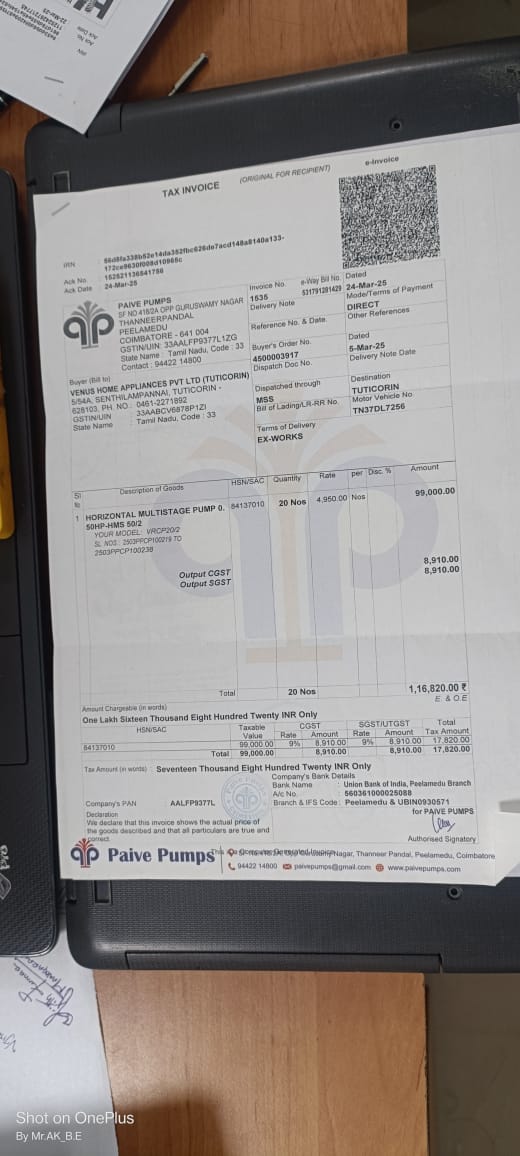 TAX INVOICE
(ORIGINAL FOR RECIPIENT)
e-Invoice
IRN
56d8fa338b52e14da352fbc626de7acd148a8140a133-
172ce9630f008d10965c
Ack No. 152521136541756
Ack Date 24-Mar-25
PAIVE PUMPS
SF NO 418/2A OPP GURUSWAMY NAGAR
THANNEERPANDAL
PEELAMEDU
COIMBATORE - 641 004
GSTIN/UIN: 33AALFP9377L1ZG
State Name : Tamil Nadu, Code : 33
Contact : 94422 14800
Invoice No. e-Way Bill No. Dated
1535 531791281429 24-Mar-25
Delivery Note Mode/Terms of Payment
DIRECT
Reference No. & Date. Other References
Buyer's Order No. Dated
4500003917 5-Mar-25
Dispatch Doc No. Delivery Note Date
Dispatched through Destination
MSS TUTICORIN
Bill of Lading/LR-RR No. Motor Vehicle No.
TN37DL7256
Terms of Delivery
EX-WORKS
Buyer (Bill to)
VENUS HOME APPLIANCES PVT LTD (TUTICORIN)
5/54A, SENTHILAMPANNAI, TUTICORIN -
628103, PH. NO : 0461-2271892
GSTIN/UIN : 33AABCV6878P1ZI
State Name : Tamil Nadu, Code : 33
Sl Description of Goods HSN/SAC Quantity Rate per Disc. % Amount
No
1 HORIZONTAL MULTISTAGE PUMP 0. 84137010 20 Nos 4,950.00 Nos 99,000.00
50HP-HMS 50/2
YOUR MODEL: VRCP20/2
SL NOS : 2503PPCP100219 TO
2503PPCP100238
Output CGST 8,910.00
Output SGST 8,910.00
Total 20 Nos 1,16,820.00 ₹
Amount Chargeable (in words) E. & O.E
One Lakh Sixteen Thousand Eight Hundred Twenty INR Only
HSN/SAC Taxable CGST SGST/UTGST Total
Value Rate Amount Rate Amount Tax Amount
84137010 99,000.00 9% 8,910.00 9% 8,910.00 17,820.00
Total 99,000.00 8,910.00 8,910.00 17,820.00
Tax Amount (in words) : Seventeen Thousand Eight Hundred Twenty INR Only
Company's Bank Details
Bank Name : Union Bank of India, Peelamedu Branch
A/c No. : 560361000025088
Company's PAN : AALFP9377L Branch & IFS Code : Peelamedu & UBIN0930571
Declaration for PAIVE PUMPS
We declare that this invoice shows the actual price of
the goods described and that all particulars are true and
correct.
Authorised Signatory
Paive Pumps
Nagar, Thanneer Pandal, Peelamedu, Coimbatore
94422 14800 paivepumps@gmail.com www.paivepumps.com
Shot on OnePlus
By Mr.AK_B.E